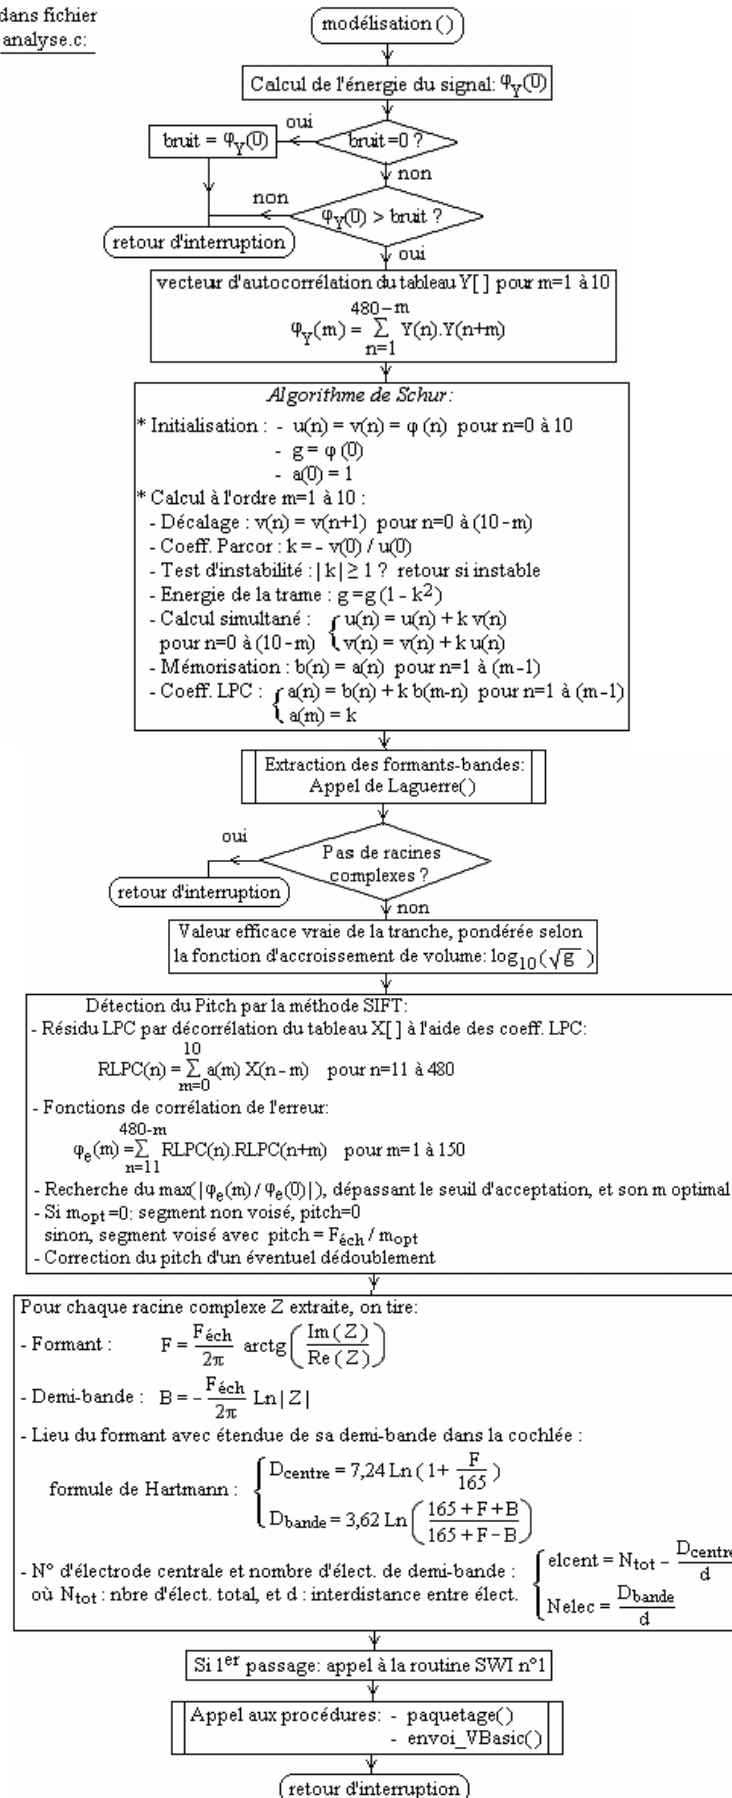 dans fichier
analyse.c:
modélisation ()
Calcul de l'énergie du signal: φY(0)
oui
bruit = φY(0)
bruit=0 ?
non
non
φY(0) > bruit ?
retour d'interruption
oui
vecteur d'autocorrélation du tableau Y[ ] pour m=1 à 10
480-m
φY(m) = Σ Y(n).Y(n+m)
n=1
Algorithme de Schur:
* Initialisation : - u(n) = v(n) = φ (n) pour n=0 à 10
- g = φ (0)
- a(0) = 1
* Calcul à l'ordre m=1 à 10 :
- Décalage : v(n) = v(n+1) pour n=0 à (10-m)
- Coeff. Parcor : k = - v(0) / u(0)
- Test d'instabilité : | k | ≥ 1 ? retour si instable
- Energie de la trame : g = g (1 - k²)
- Calcul simultané : { u(n) = u(n) + k v(n)
pour n=0 à (10-m) v(n) = v(n) + k u(n)
- Mémorisation : b(n) = a(n) pour n=1 à (m-1)
- Coeff. LPC : { a(n) = b(n) + k b(m-n) pour n=1 à (m-1)
a(m) = k
Extraction des formants-bandes:
Appel de Laguerre()
oui
Pas de racines
complexes ?
retour d'interruption
non
Valeur efficace vraie de la tranche, pondérée selon
la fonction d'accroissement de volume: log10(√g )
Détection du Pitch par la méthode SIFT:
- Résidu LPC par décorrélation du tableau X[ ] à l'aide des coeff. LPC:
10
RLPC(n) = Σ a(m) X(n-m) pour n=11 à 480
m=0
- Fonctions de corrélation de l'erreur:
480-m
φe(m) = Σ RLPC(n).RLPC(n+m) pour m=1 à 150
n=11
- Recherche du max(|φe(m) / φe(0)|), dépassant le seuil d'acceptation, et son m optimal
- Si mopt=0: segment non voisé, pitch=0
sinon, segment voisé avec pitch = Féch / mopt
- Correction du pitch d'un éventuel dédoublement
Pour chaque racine complexe Z extraite, on tire:
- Formant : F = Féch / 2π arctg ( Im ( Z ) / Re ( Z ) )
- Demi-bande : B = - Féch / 2π Ln | Z |
- Lieu du formant avec étendue de sa demi-bande dans la cochlée :
formule de Hartmann : { Dcentre = 7,24 Ln ( 1+ F / 165 )
Dbande = 3,62 Ln ( 165 + F + B / 165 + F - B )
- N° d'électrode centrale et nombre d'élect. de demi-bande : { elcent = Ntot - Dcentre / d
où Ntot : nbre d'élect. total, et d : interdistance entre élect. Nelec = Dbande / d
Si 1er passage: appel à la routine SWI n°1
Appel aux procédures: - paquetage()
- envoi_VBasic()
retour d'interruption